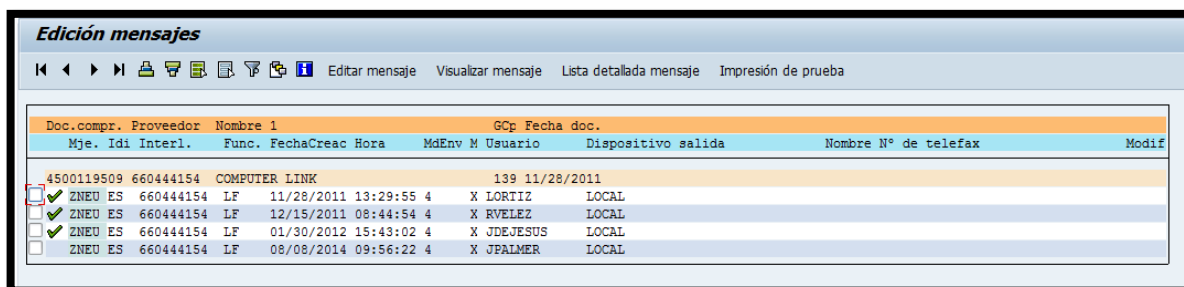 Edición mensajes
Editar mensaje Visualizar mensaje Lista detallada mensaje Impresión de prueba
Doc.compr. Proveedor Nombre 1 GCp Fecha doc.
Mje. Idi Interl. Func. FechaCreac Hora MdEnv M Usuario Dispositivo salida Nombre Nº de telefax Modif
4500119509 660444154 COMPUTER LINK 139 11/28/2011
ZNEU ES 660444154 LF 11/28/2011 13:29:55 4 X LORTIZ LOCAL
ZNEU ES 660444154 LF 12/15/2011 08:44:54 4 X RVELEZ LOCAL
ZNEU ES 660444154 LF 01/30/2012 15:43:02 4 X JDEJESUS LOCAL
ZNEU ES 660444154 LF 08/08/2014 09:56:22 4 X JPALMER LOCAL